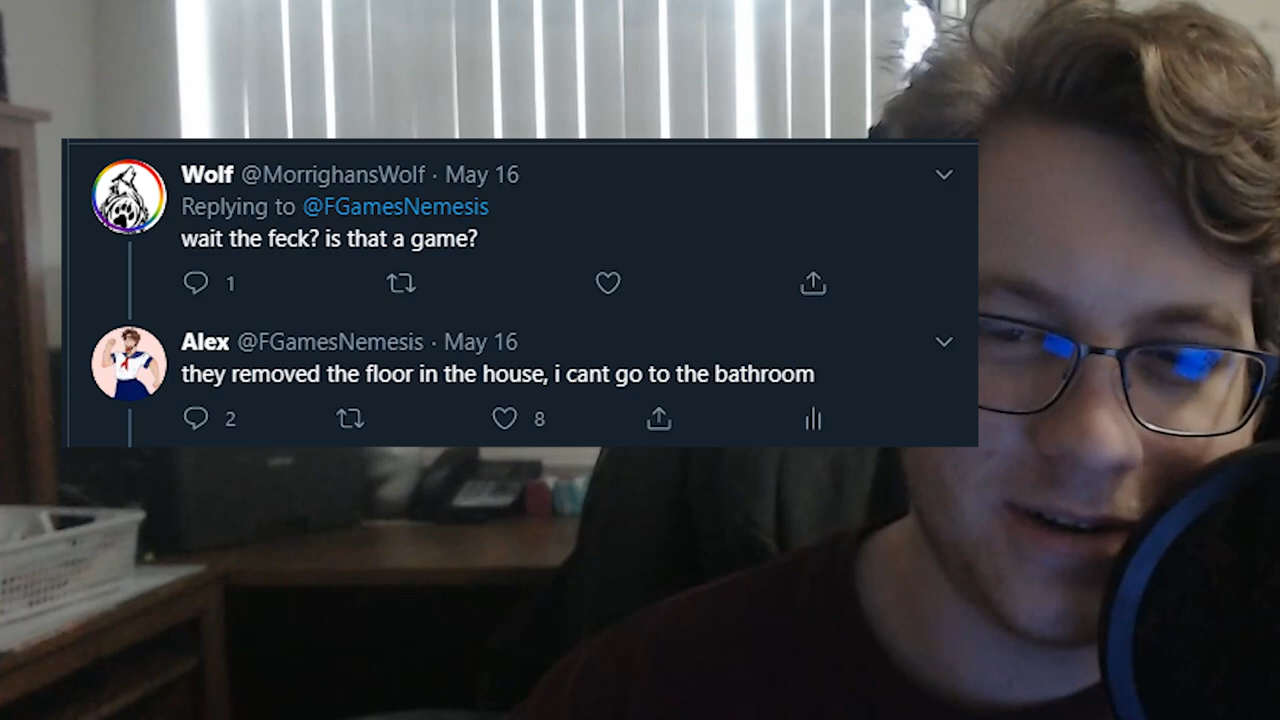 Wolf @MorrighansWolf · May 16
Replying to @FGamesNemesis
wait the feck? is that a game?
1
Alex @FGamesNemesis · May 16
they removed the floor in the house, i cant go to the bathroom
2 8